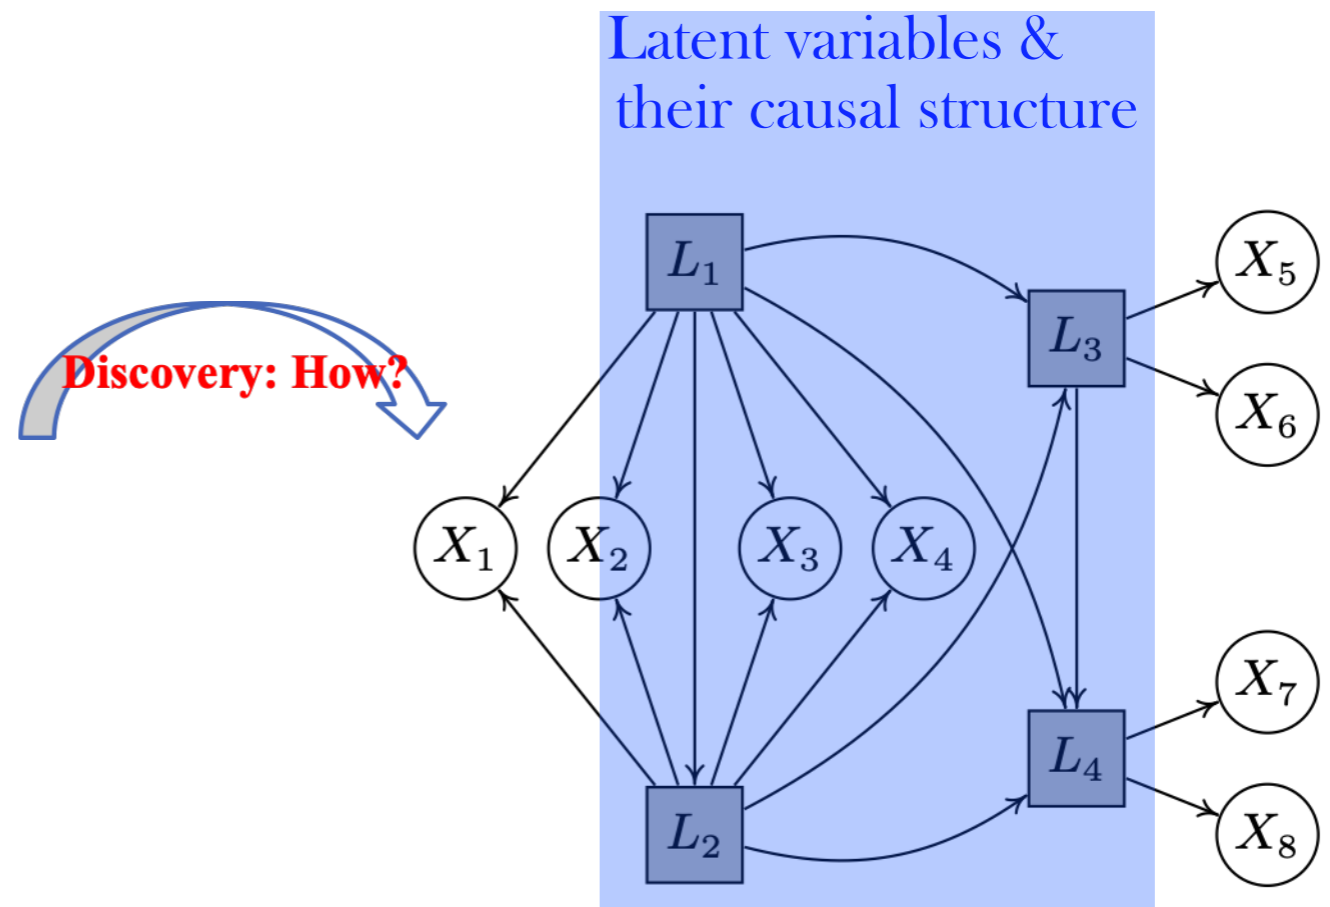 Latent variables &
their causal structure
L1
X5
L3
Discovery: How?
X6
X1
X2
X3
X4
X7
L4
L2
X8